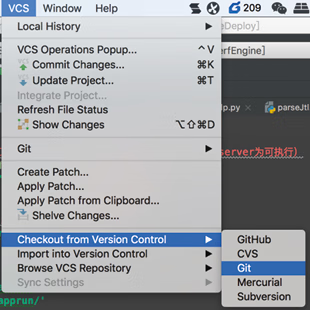 VCS Window Help 209
Local History
Deploy]
VCS Operations Popup... ^V
erfEngine]
Commit Changes... ⌘K
Update Project... ⌘T
Integrate Project...
lp.py × parseJtl
Refresh File Status
Show Changes ⌥⇧⌘D
Git
server为可执行)
Create Patch...
Apply Patch...
Apply Patch from Clipboard...
Shelve Changes...
Checkout from Version Control
GitHub
Import into Version Control
CVS
Browse VCS Repository
Git
Sync Settings
Mercurial
apprun/'
Subversion